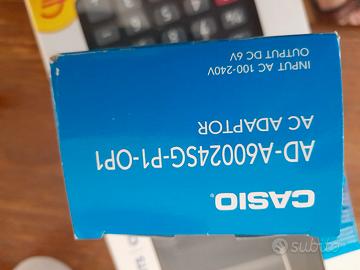 CASIO.
AD-A60024SG-P1-OP1
AC ADAPTOR
INPUT AC 100-240V
OUTPUT DC 6V
subito